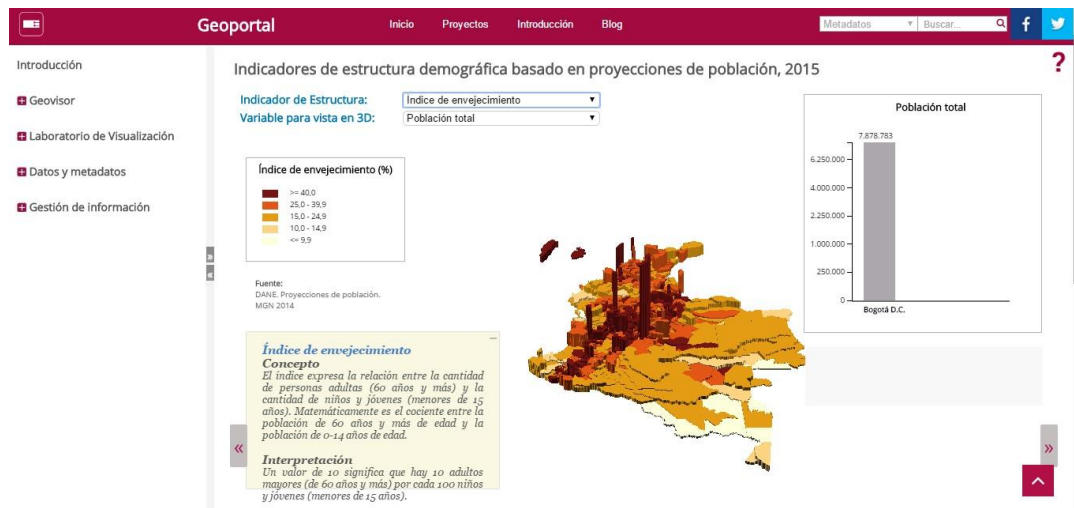 Geoportal
Inicio
Proyectos
Introducción
Blog
Metadatos
Buscar...
Introducción
Geovisor
Laboratorio de Visualización
Datos y metadatos
Gestión de información
?
Indicadores de estructura demográfica basado en proyecciones de población, 2015
Indicador de Estructura:
Índice de envejecimiento
Variable para vista en 3D:
Población total
Índice de envejecimiento (%)
>= 40,0
25,0 - 39,9
15,0 - 24,9
10,0 - 14,9
<= 9,9
Fuente:
DANE. Proyecciones de población.
MGN 2014
Índice de envejecimiento
Concepto
El índice expresa la relación entre la cantidad
de personas adultas (60 años y más) y la
cantidad de niños y jóvenes (menores de 15
años). Matemáticamente es el cociente entre la
población de 60 años y más de edad y la
población de 0-14 años de edad.
Interpretación
Un valor de 10 significa que hay 10 adultos
mayores (de 60 años y más) por cada 100 niños
y jóvenes (menores de 15 años).
Población total
7.878.783
6.250.000
4.000.000
2.250.000
1.000.000
250.000
0
Bogotá D.C.